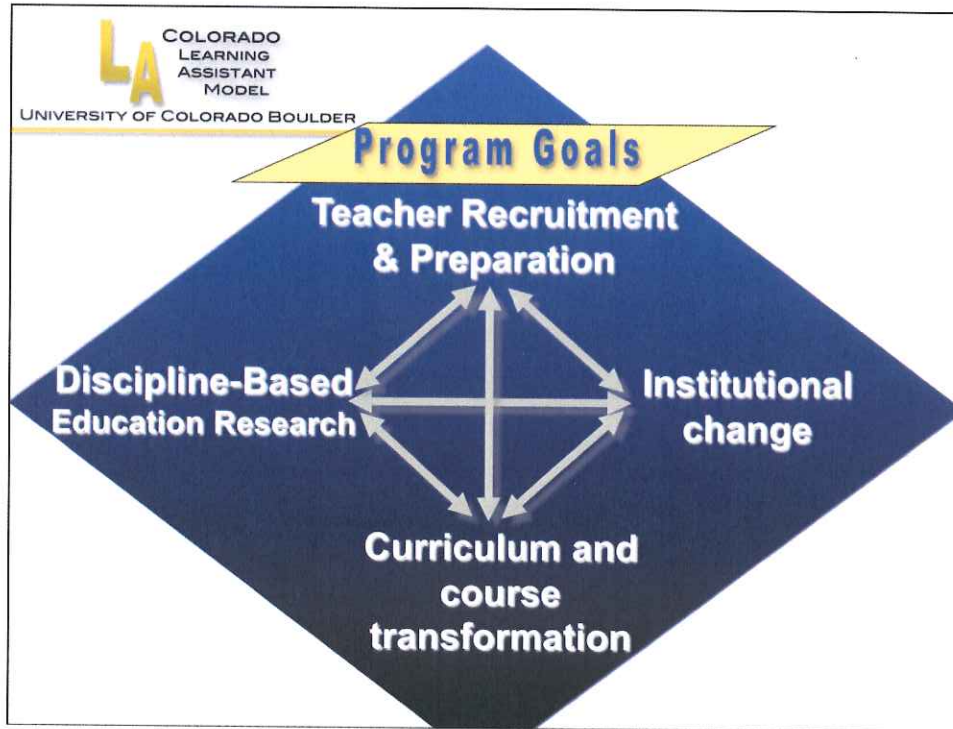 LA
COLORADO
LEARNING
ASSISTANT
MODEL
UNIVERSITY OF COLORADO BOULDER
Program Goals
Teacher Recruitment
& Preparation
Discipline-Based
Education Research
Institutional
change
Curriculum and
course
transformation